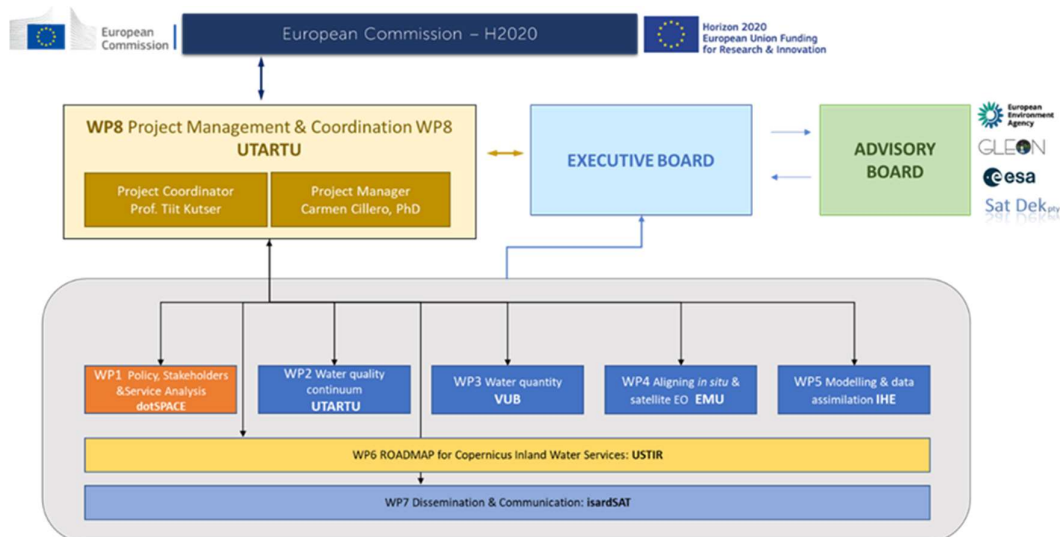 European
Commission
European Commission – H2020
Horizon 2020
European Union Funding
for Research & Innovation
WP8 Project Management & Coordination WP8
UTARTU
Project Coordinator
Prof. Tiit Kutser
Project Manager
Carmen Cillero, PhD
EXECUTIVE BOARD
ADVISORY
BOARD
European
Environment
Agency
GLEON
esa
Sat Dek pty
WP1 Policy, Stakeholders
&Service Analysis
dotSPACE
WP2 Water quality
continuum
UTARTU
WP3 Water quantity
VUB
WP4 Aligning in situ &
satellite EO EMU
WP5 Modelling & data
assimilation IHE
WP6 ROADMAP for Copernicus Inland Water Services: USTIR
WP7 Dissemination & Communication: isardSAT